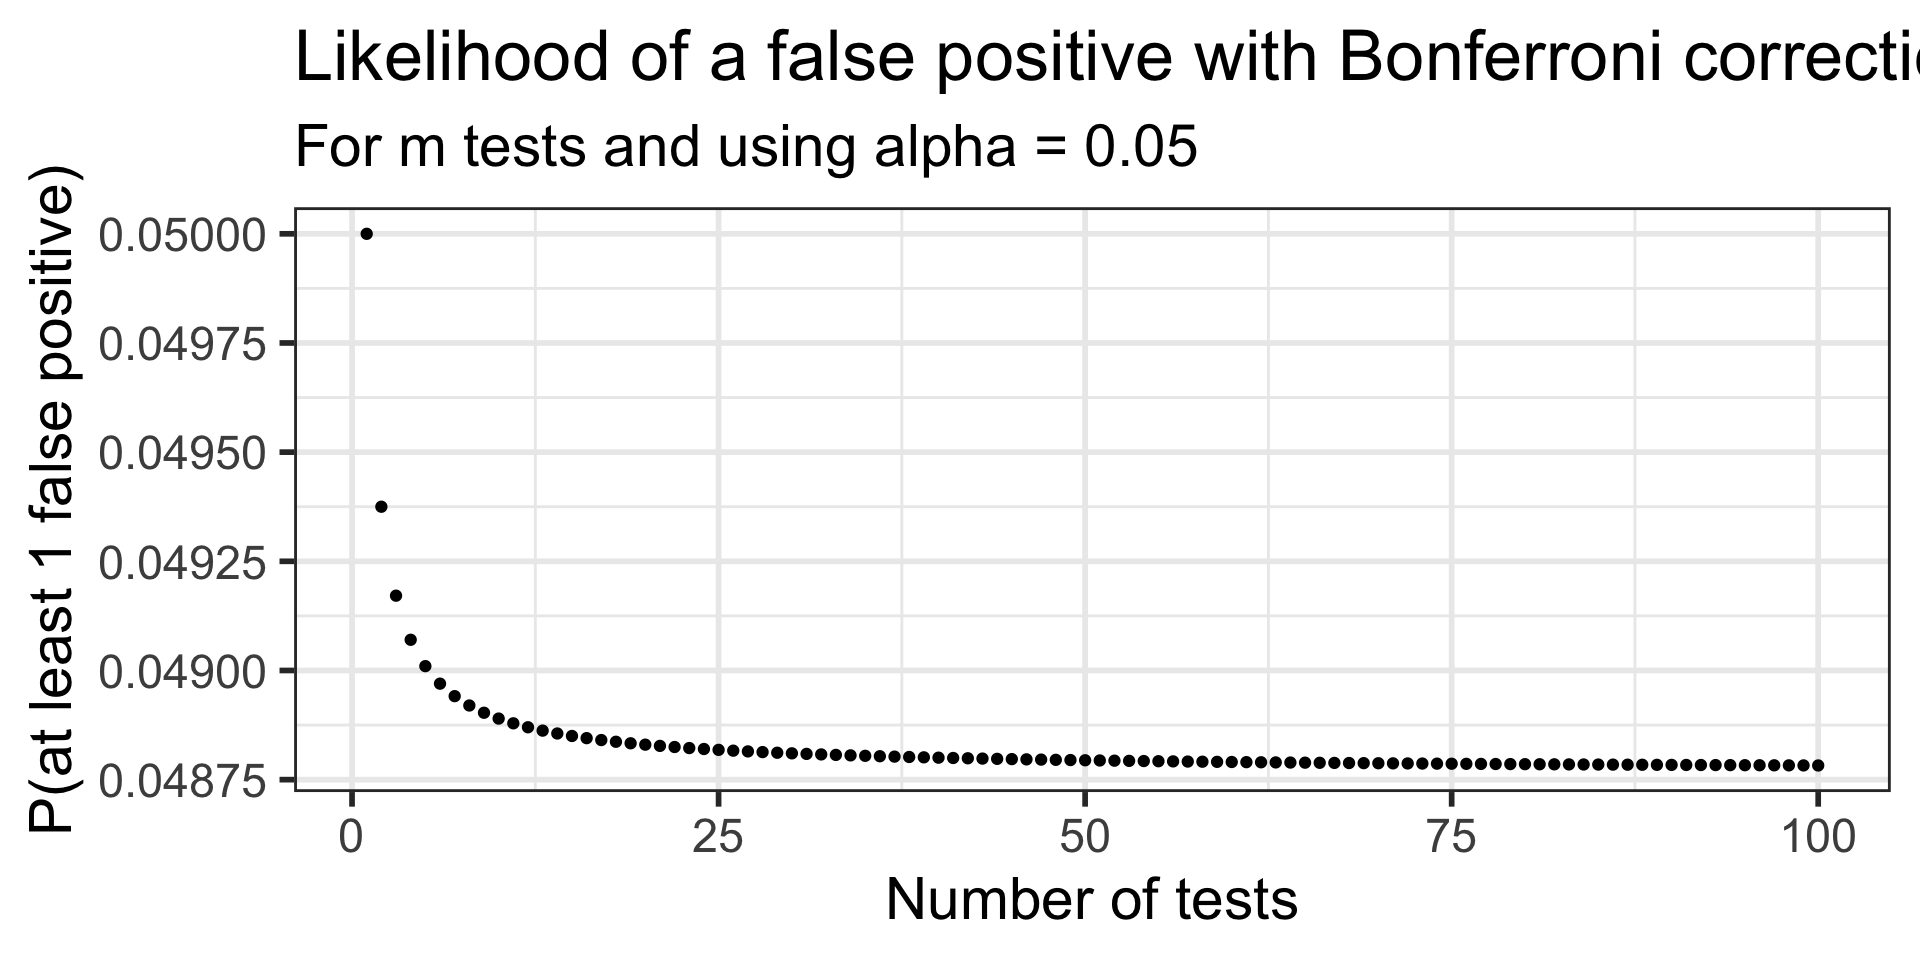 Likelihood of a false positive with Bonferroni correcti
For m tests and using alpha = 0.05
P(at least 1 false positive)
0.05000
0.04975
0.04950
0.04925
0.04900
0.04875
0 25 50 75 100
Number of tests